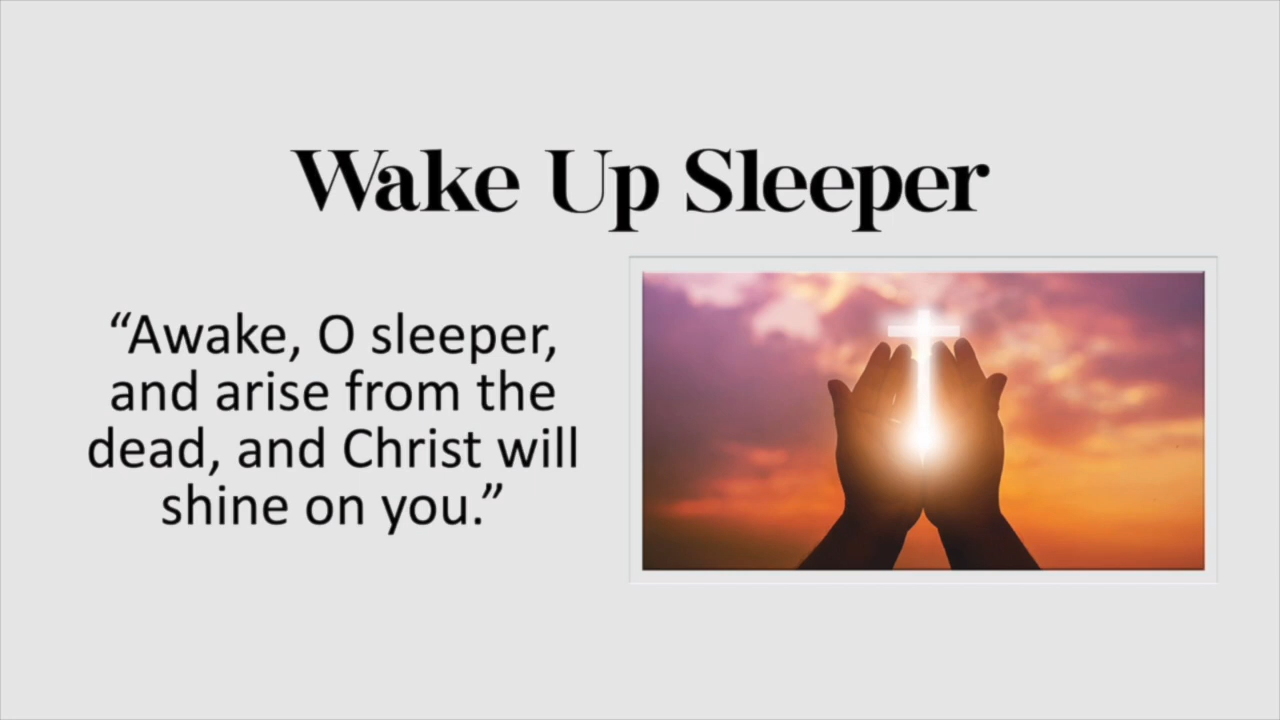 Wake Up Sleeper
“Awake, O sleeper,
and arise from the
dead, and Christ will
shine on you.”